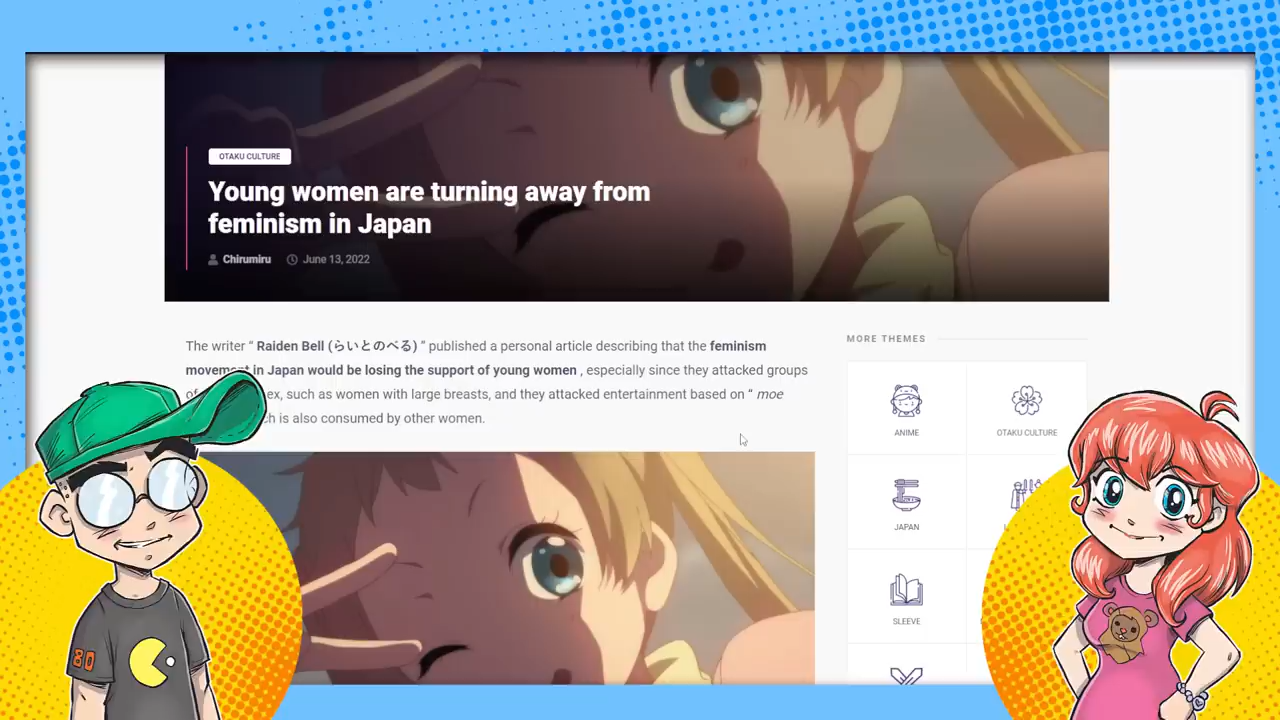 OTAKU CULTURE
Young women are turning away from
feminism in Japan
Chirumiru June 13, 2022
The writer “ Raiden Bell (らいとのべる) ” published a personal article describing that the feminism
movement in Japan would be losing the support of young women , especially since they attacked groups
ex, such as women with large breasts, and they attacked entertainment based on “ moe
is also consumed by other women.
MORE THEMES
ANIME
OTAKU CULTURE
JAPAN
SLEEVE
80